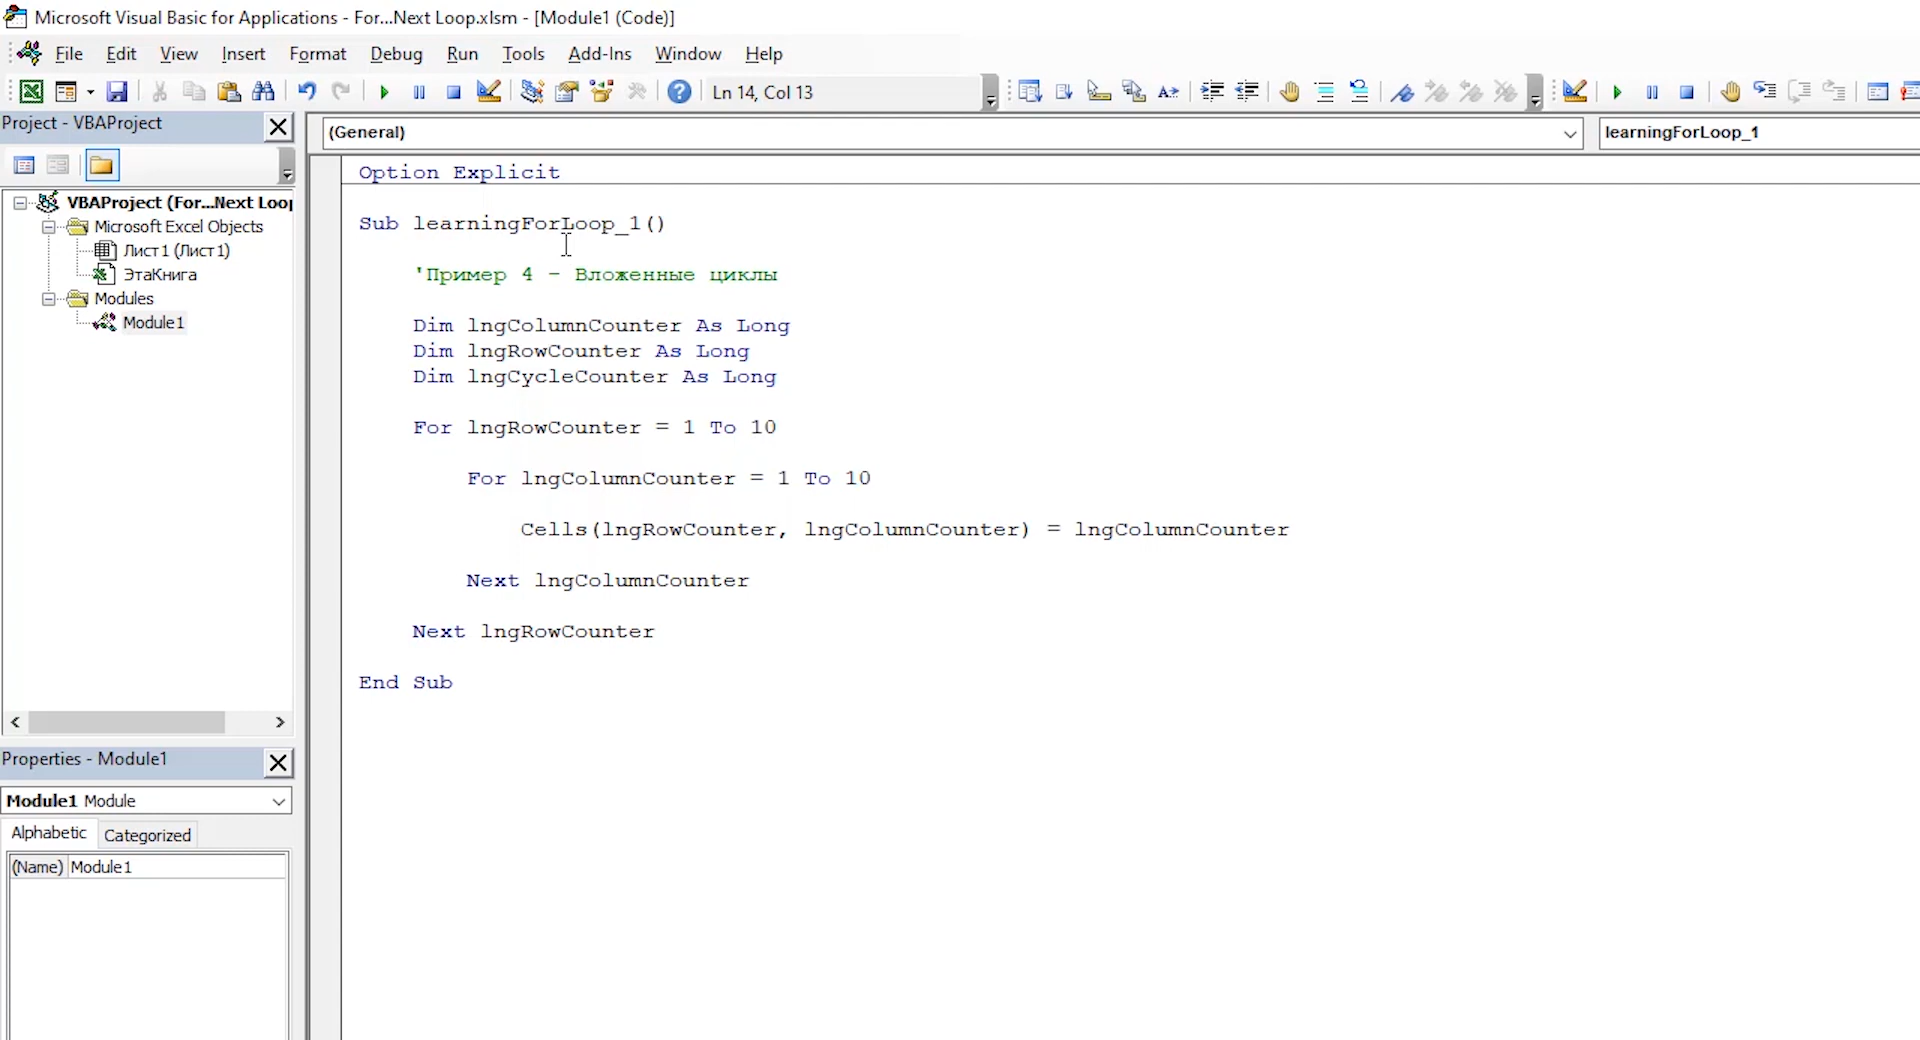 Microsoft Visual Basic for Applications - For...Next Loop.xlsm - [Module1 (Code)]
File Edit View Insert Format Debug Run Tools Add-Ins Window Help
Ln 14, Col 13
Project - VBAProject
(General)
learningForLoop_1
VBAProject (For...Next Loop
Microsoft Excel Objects
Лист1 (Лист1)
ЭтаКнига
Modules
Module1
Option Explicit
Sub learningForLoop_1()
'Пример 4 - Вложенные циклы
Dim lngColumnCounter As Long
Dim lngRowCounter As Long
Dim lngCycleCounter As Long
For lngRowCounter = 1 To 10
For lngColumnCounter = 1 To 10
Cells(lngRowCounter, lngColumnCounter) = lngColumnCounter
Next lngColumnCounter
Next lngRowCounter
End Sub
Properties - Module1
Module1 Module
Alphabetic Categorized
(Name) Module1